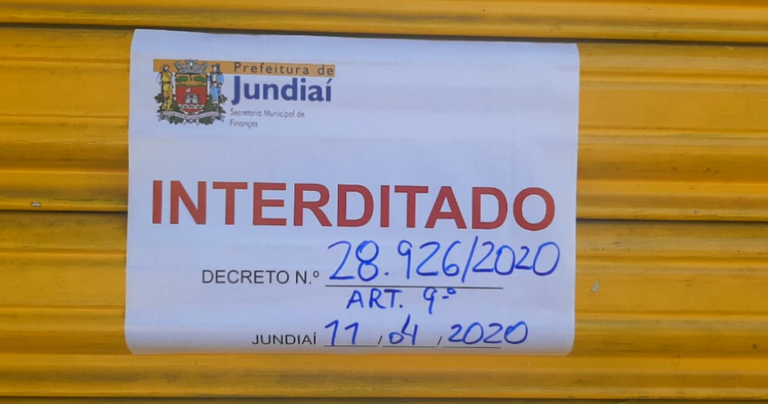 Prefeitura de
Jundiaí
Secretaria Municipal de
Finanças
INTERDITADO
DECRETO N.º 28.926/2020
ART. 9º
JUNDIAÍ 11/04/2020